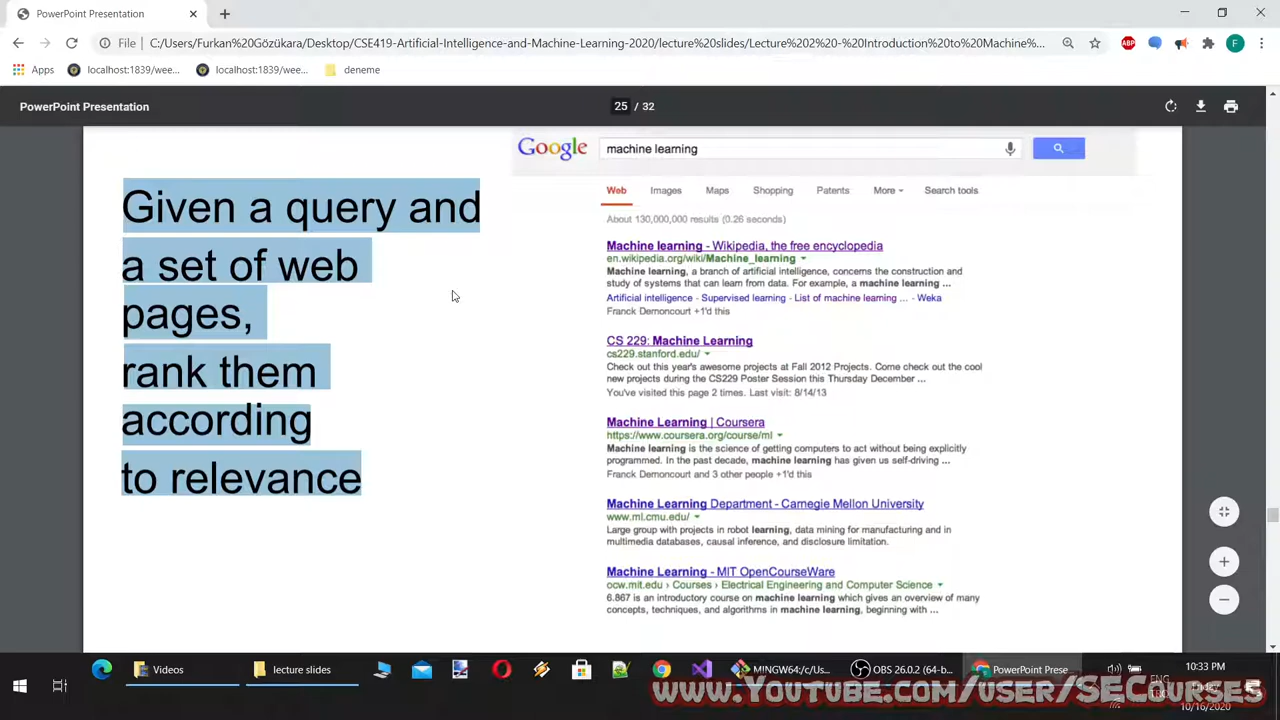 PowerPoint Presentation
File
C:/Users/Furkan%20Gözükara/Desktop/CSE419-Artificial-Intelligence-and-Machine-Learning-2020/lecture%20slides/Lecture%202%20-%20Introduction%20to%20Machine%...
ABP
F
Apps
localhost:1839/wee...
localhost:1839/wee...
deneme
PowerPoint Presentation
25 / 32
Given a query and
a set of web
pages,
rank them
according
to relevance
Google
machine learning
Web Images Maps Shopping Patents More Search tools
About 130,000,000 results (0.26 seconds)
Machine learning - Wikipedia, the free encyclopedia
en.wikipedia.org/wiki/Machine_learning
Machine learning, a branch of artificial intelligence, concerns the construction and
study of systems that can learn from data. For example, a machine learning ...
Artificial intelligence - Supervised learning - List of machine learning ... - Weka
Franck Dernoncourt +1'd this
CS 229: Machine Learning
cs229.stanford.edu/
Check out this year's awesome projects at Fall 2012 Projects. Come check out the cool
new projects during the CS229 Poster Session this Thursday December ...
You've visited this page 2 times. Last visit: 8/14/13
Machine Learning | Coursera
https://www.coursera.org/course/ml
Machine learning is the science of getting computers to act without being explicitly
programmed. In the past decade, machine learning has given us self-driving ...
Franck Dernoncourt and 3 other people +1'd this
Machine Learning Department - Carnegie Mellon University
www.ml.cmu.edu/
Large group with projects in robot learning, data mining for manufacturing and in
multimedia databases, causal inference, and disclosure limitation.
Machine Learning - MIT OpenCourseWare
ocw.mit.edu › Courses › Electrical Engineering and Computer Science
6.867 is an introductory course on machine learning which gives an overview of many
concepts, techniques, and algorithms in machine learning, beginning with ...
Videos
lecture slides
MINGW64:/c/Us...
OBS 26.0.2 (64-b...
PowerPoint Prese
ENG
10:33 PM
Friday
10/16/2020
www.Youtube.com/user/SECourses